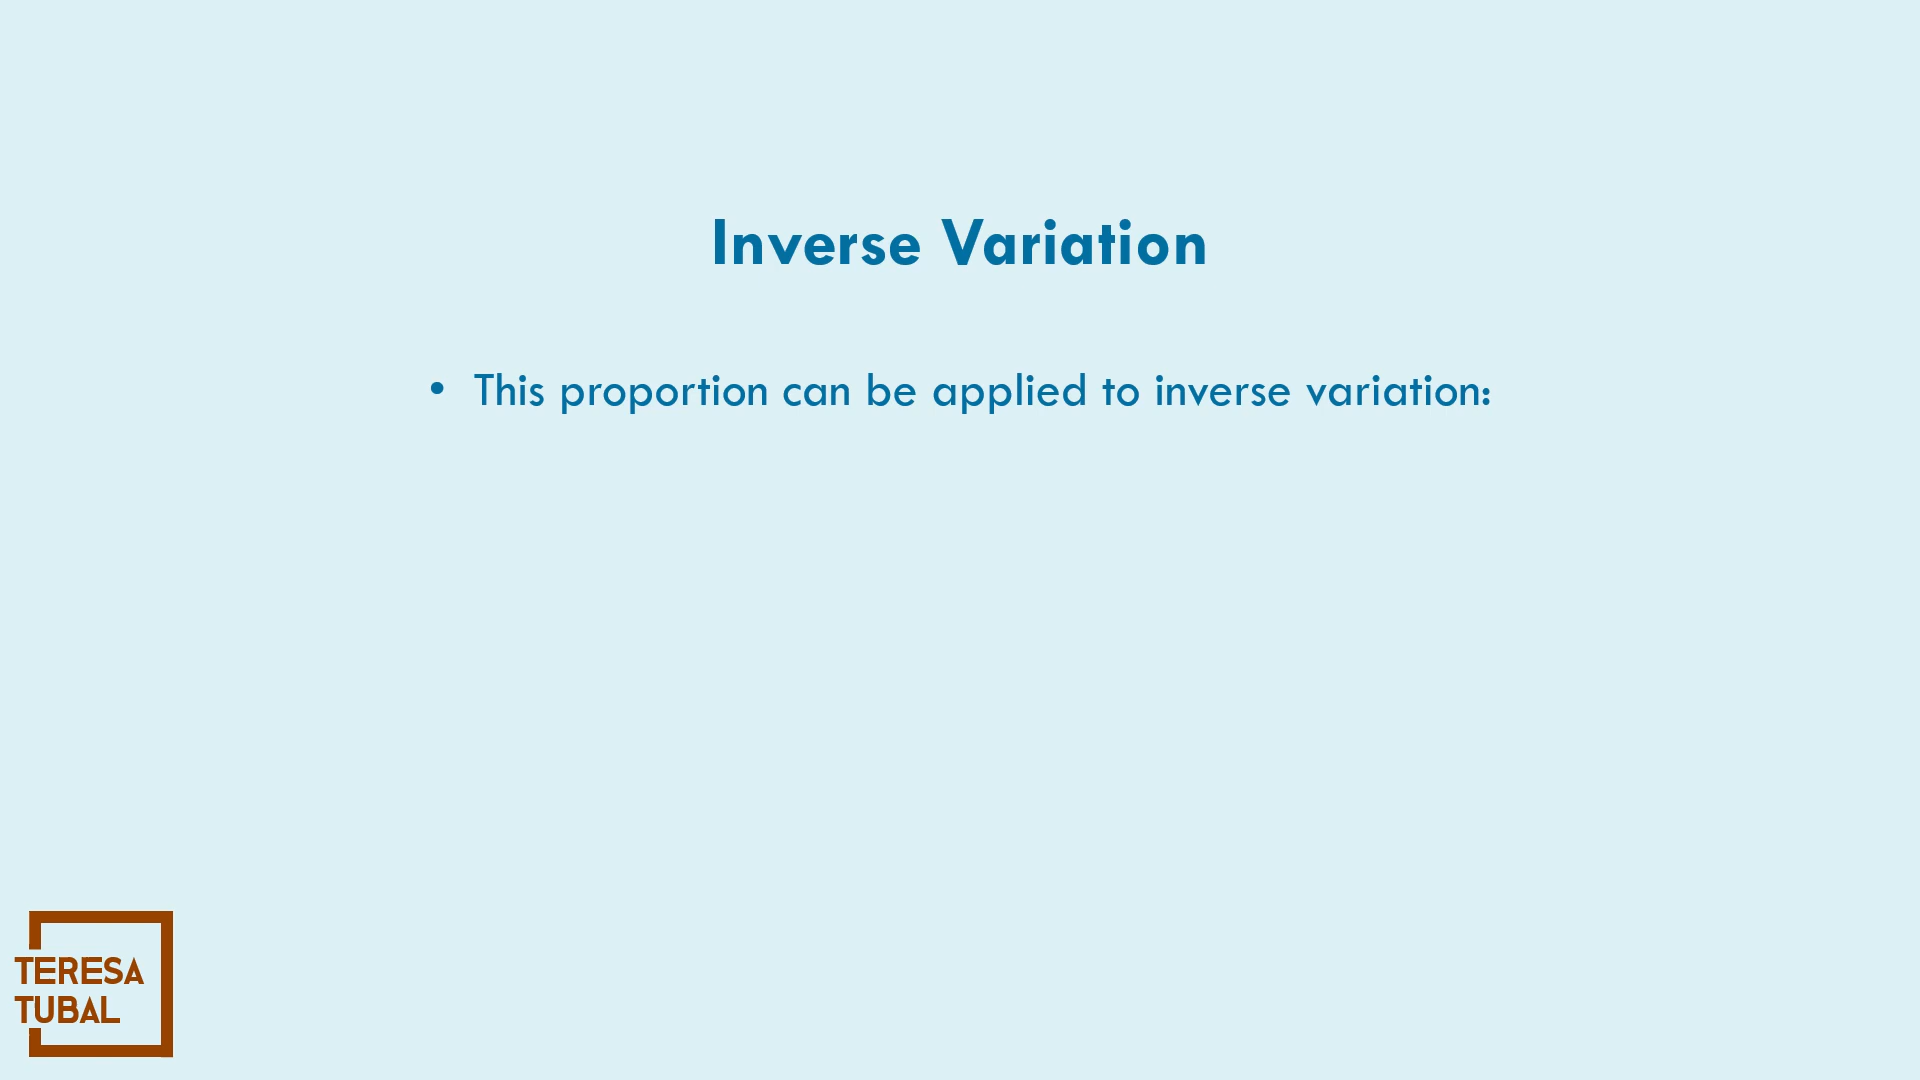 Inverse Variation
• This proportion can be applied to inverse variation:
TERESA
TUBAL